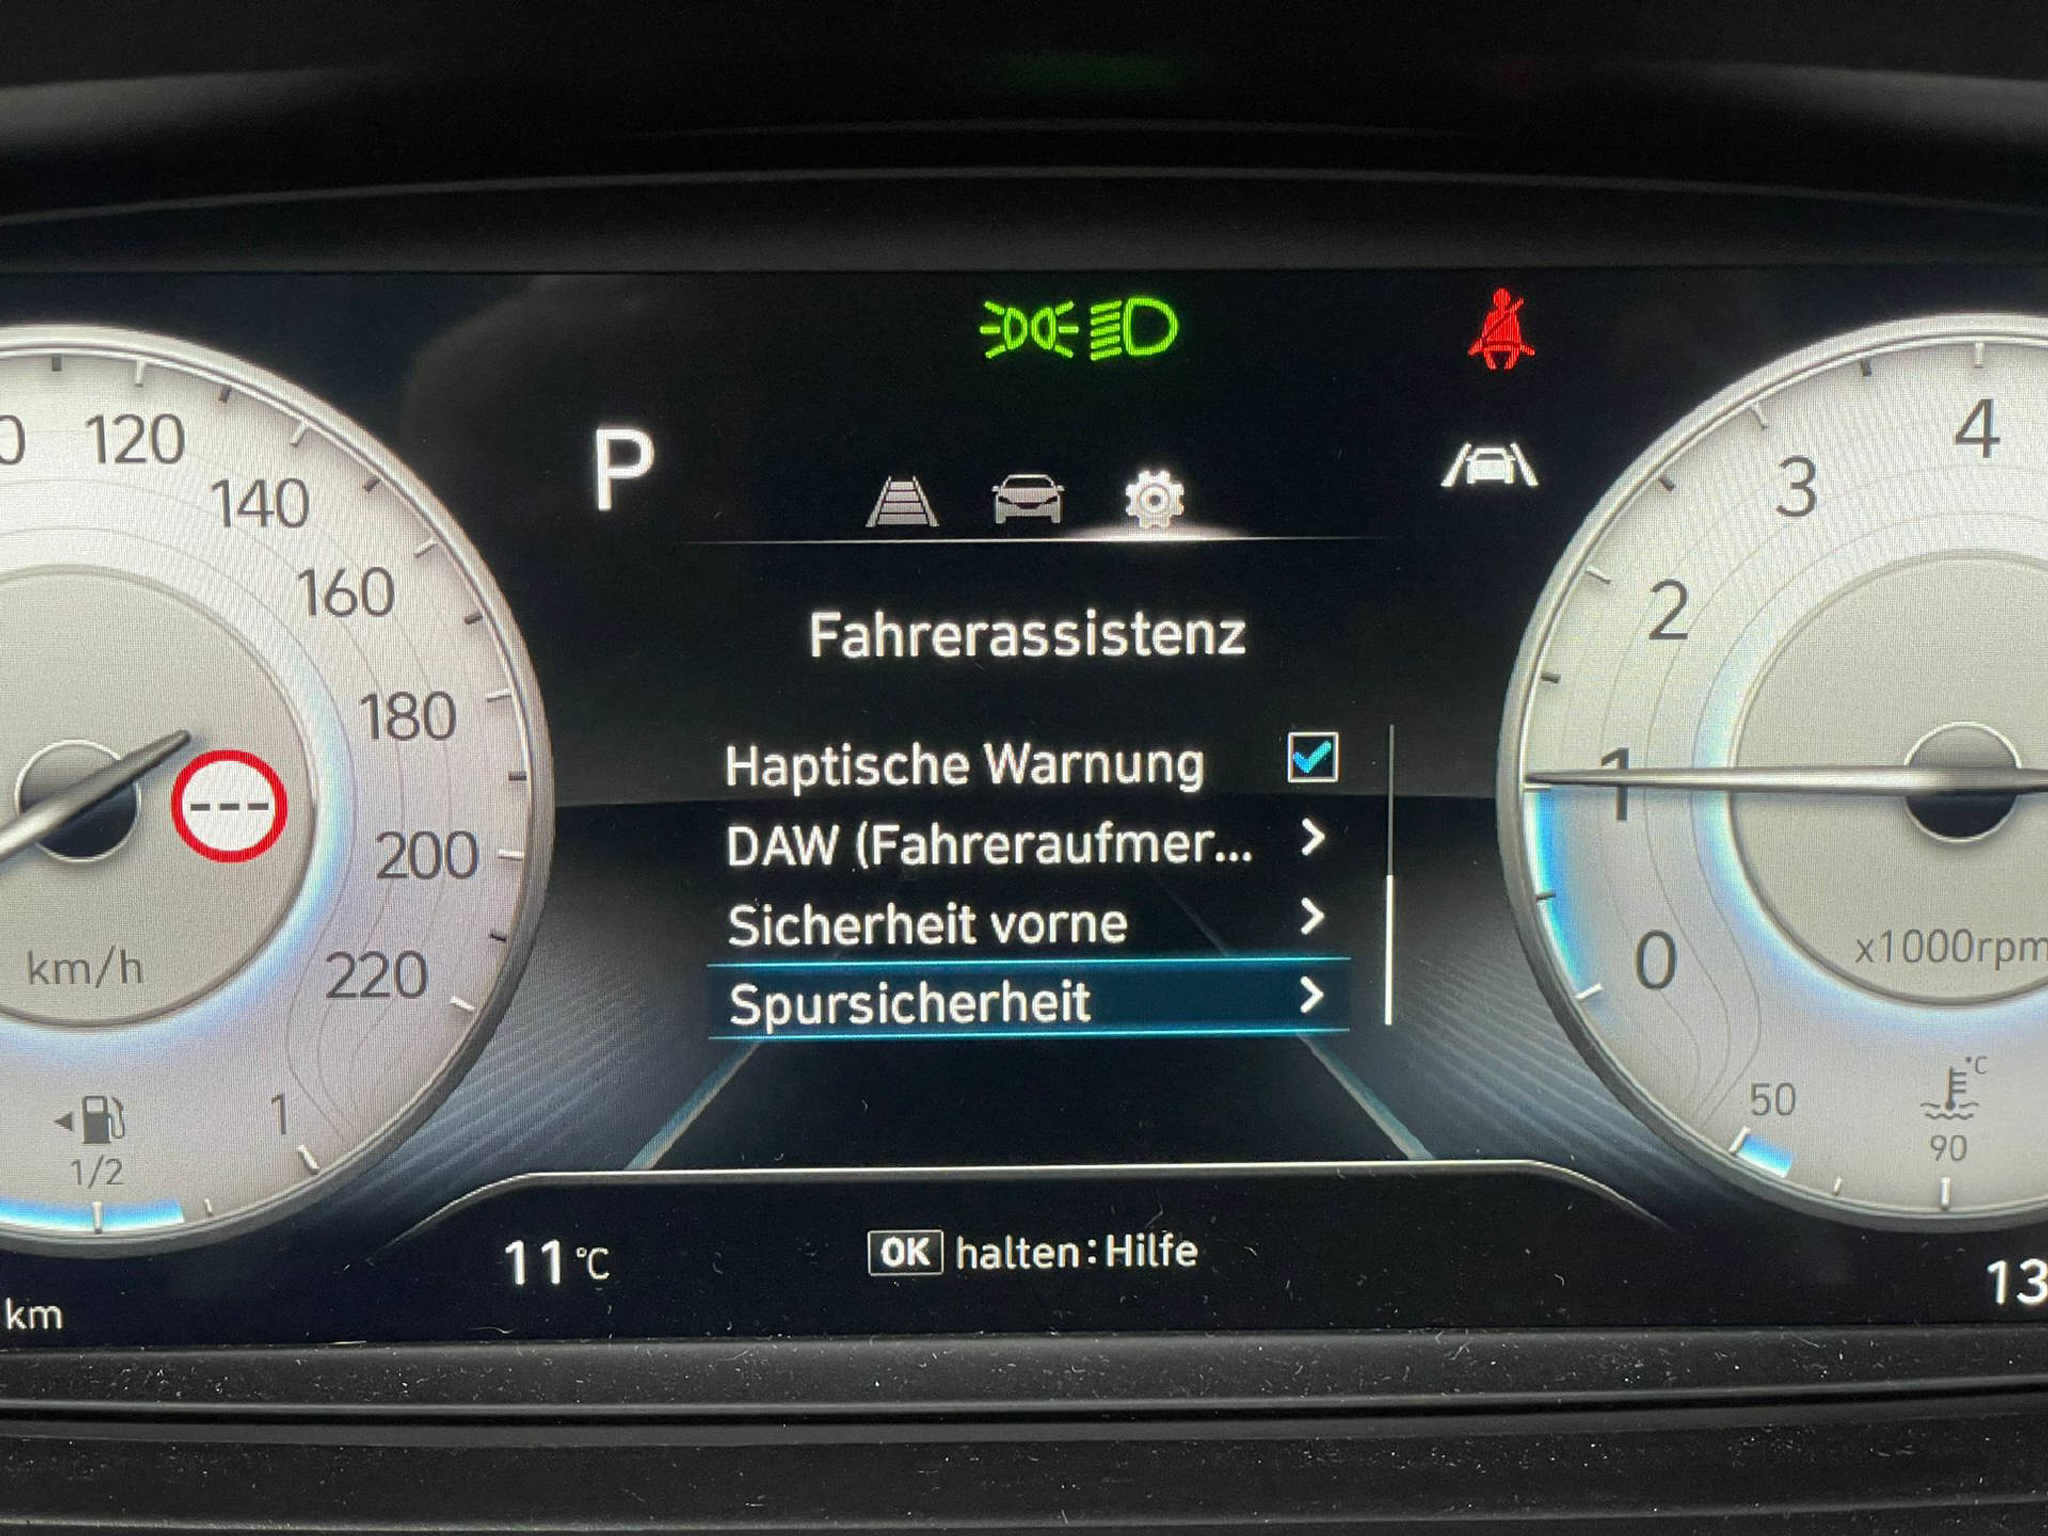 120
140
160
180
200
220
km/h
1
1/2
km
P
Fahrerassistenz
Haptische Warnung
DAW (Fahreraufmer...
Sicherheit vorne
Spursicherheit
11°C
OK halten:Hilfe
4
3
2
1
0
x1000rpm
°C
50
90
13
---